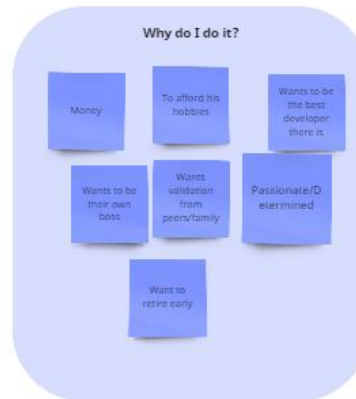 Why do I do it?
Money
To afford his
hobbies
Wants to be
the best
developer
there is
Wants to be
their own
boss
Wants
validation
from
peers/family
Passionate/D
etermined
Want to
retire early